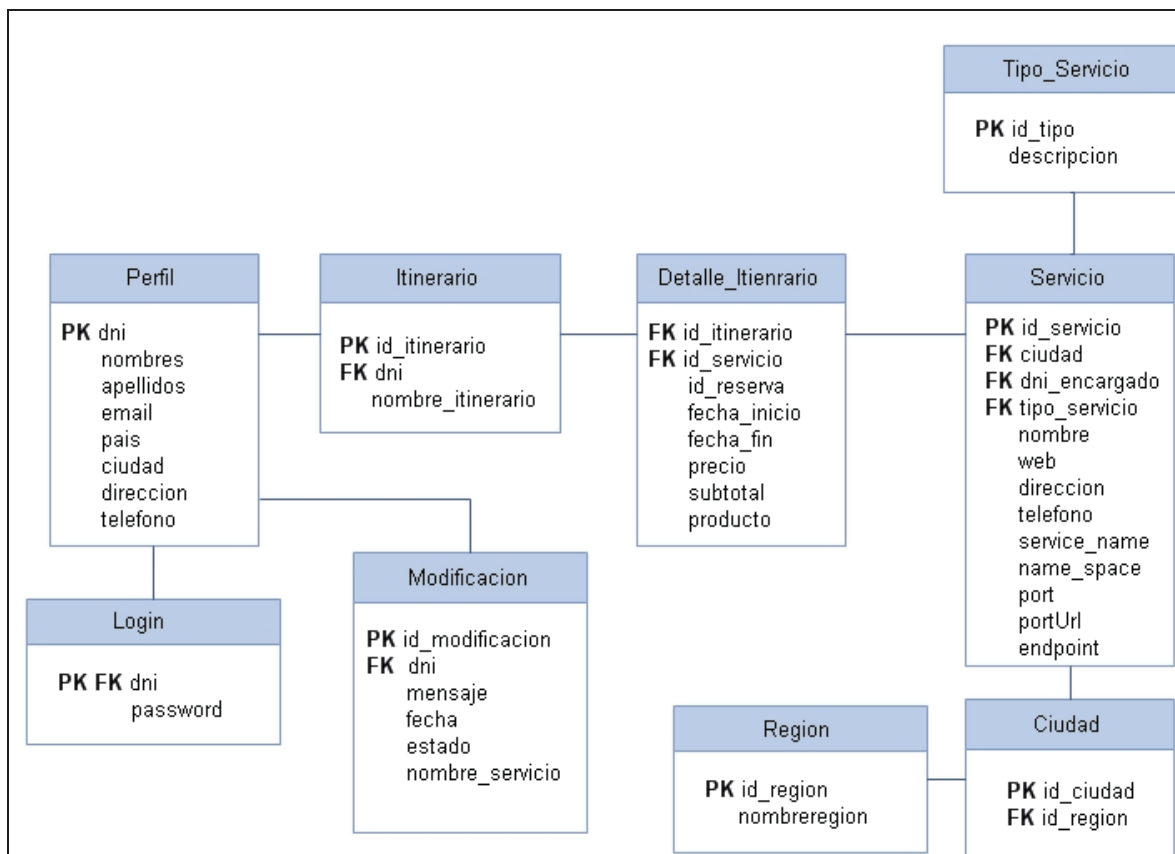 Tipo_Servicio
PK id_tipo
descripcion
Perfil
PK dni
nombres
apellidos
email
pais
ciudad
direccion
telefono
Itinerario
PK id_itinerario
FK dni
nombre_itinerario
Detalle_Itienrario
FK id_itinerario
FK id_servicio
id_reserva
fecha_inicio
fecha_fin
precio
subtotal
producto
Servicio
PK id_servicio
FK ciudad
FK dni_encargado
FK tipo_servicio
nombre
web
direccion
telefono
service_name
name_space
port
portUrl
endpoint
Login
PK FK dni
password
Modificacion
PK id_modificacion
FK dni
mensaje
fecha
estado
nombre_servicio
Region
PK id_region
nombreregion
Ciudad
PK id_ciudad
FK id_region